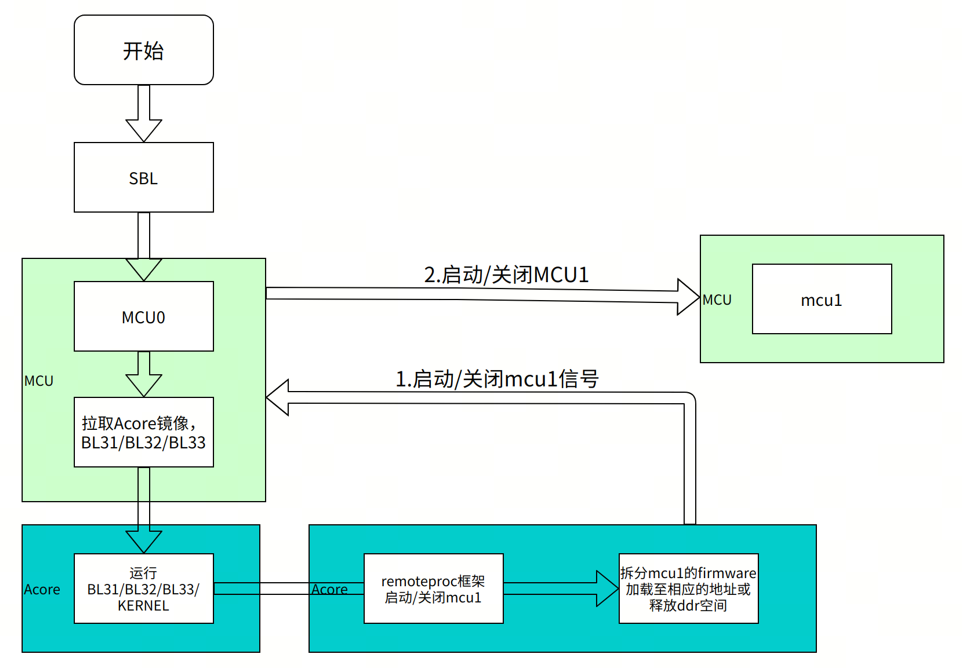 开始
SBL
MCU
MCU0
拉取Acore镜像，
BL31/BL32/BL33
2.启动/关闭MCU1
MCU
mcu1
1.启动/关闭mcu1信号
Acore
运行
BL31/BL32/BL33/
KERNEL
Acore
remoteproc框架
启动/关闭mcu1
拆分mcu1的firmware
加载至相应的地址或
释放ddr空间